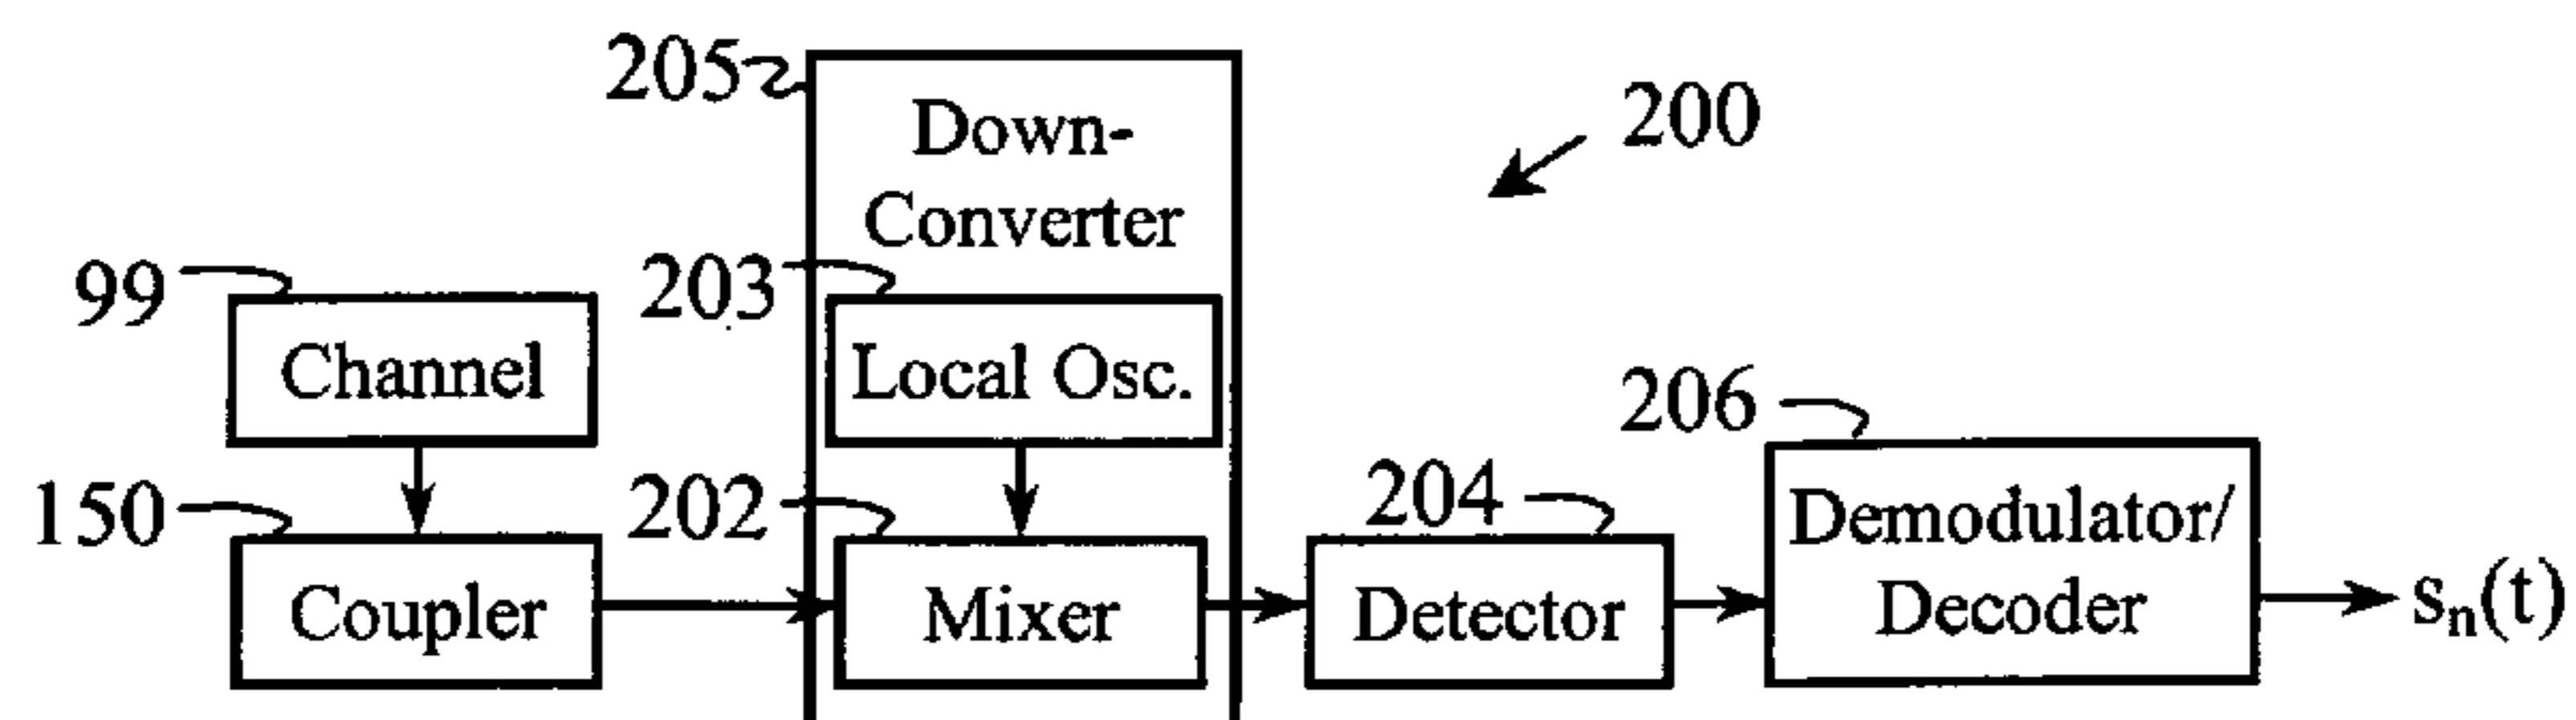 205
Down-
Converter
200
99
Channel
203
Local Osc.
206
150
Coupler
202
Mixer
204
Detector
Demodulator/
Decoder
sn(t)